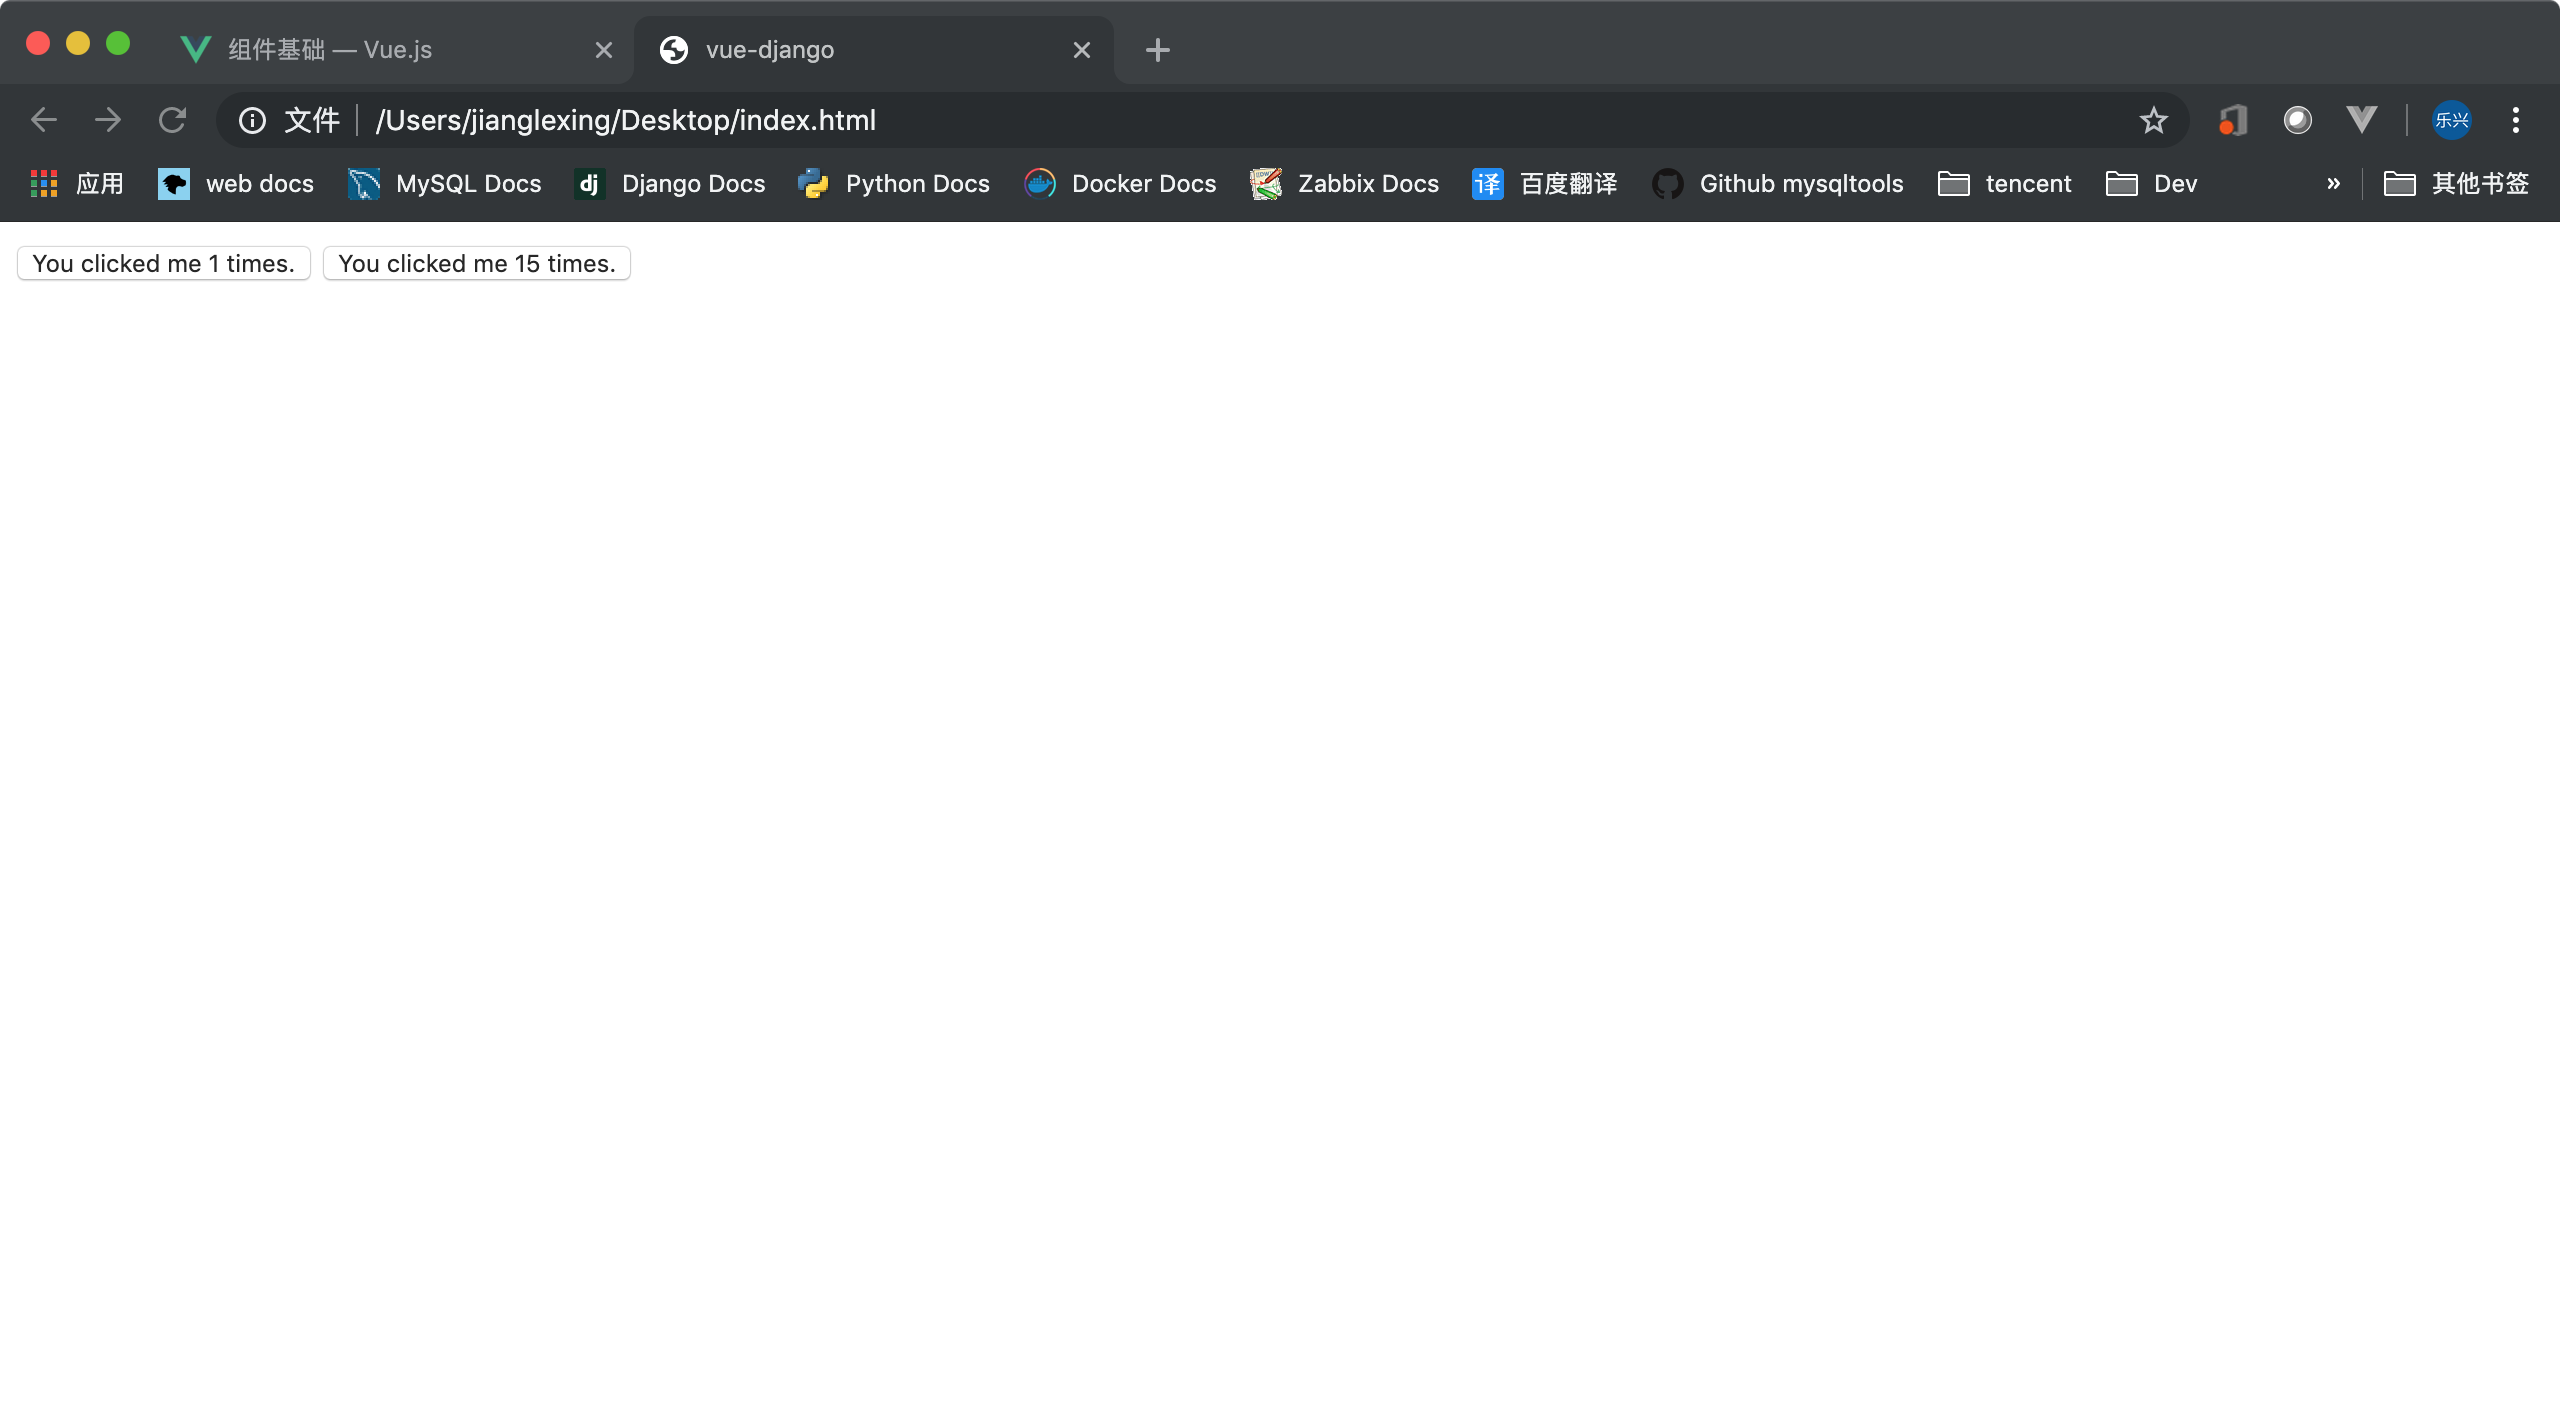 组件基础 — Vue.js vue-django
文件 /Users/jianglexing/Desktop/index.html 乐兴
应用 web docs MySQL Docs dj Django Docs Python Docs Docker Docs Zabbix Docs 译 百度翻译 Github mysqltools tencent Dev » 其他书签
You clicked me 1 times. You clicked me 15 times.